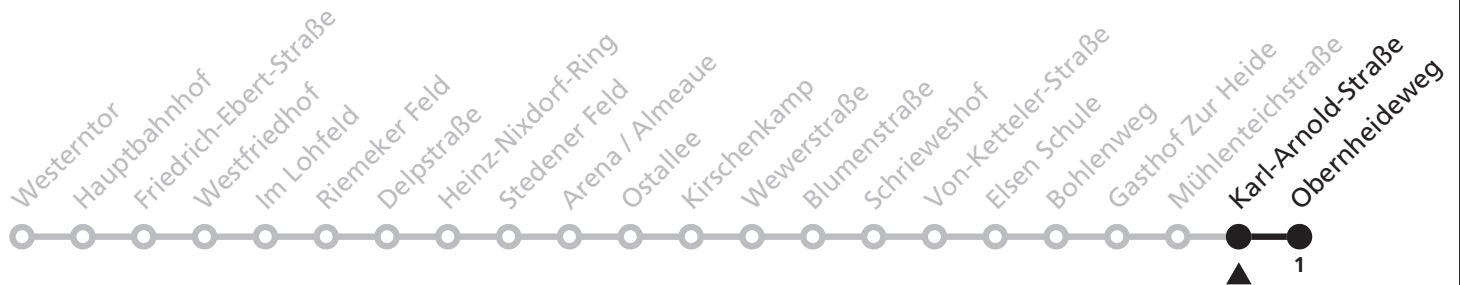 Westerntor
Hauptbahnhof
Friedrich-Ebert-Straße
Westfriedhof
Im Lohfeld
Riemeker Feld
Delpstraße
Heinz-Nixdorf-Ring
Stedener Feld
Arena / Almeaue
Ostallee
Kirschenkamp
Wewerstraße
Blumenstraße
Schrieweshof
Von-Ketteler-Straße
Elsen Schule
Bohlenweg
Gasthof Zur Heide
Mühlenteichstraße
Karl-Arnold-Straße
Obernheideweg
1